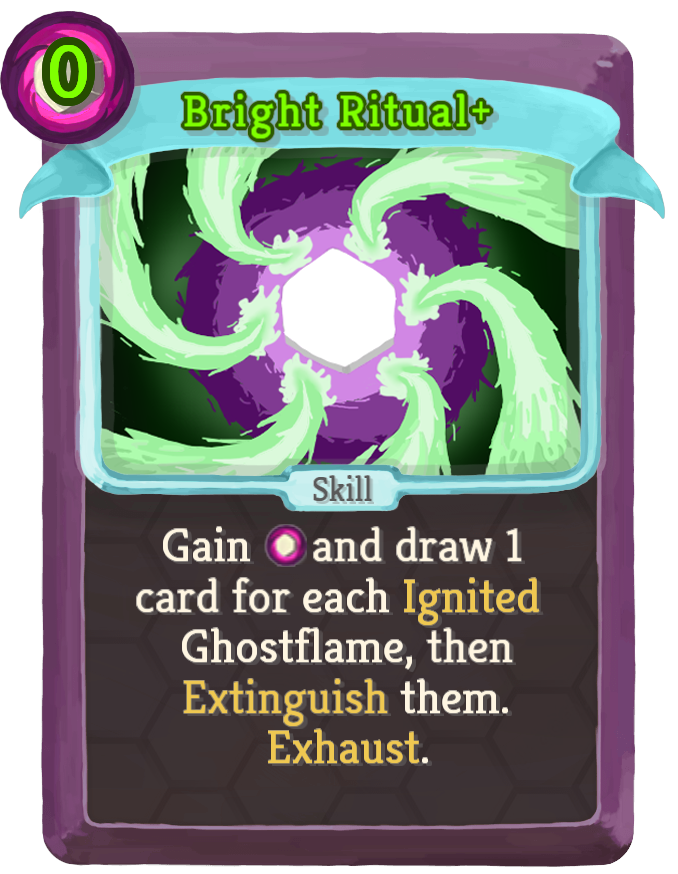 0
Bright Ritual+
Skill
Gain and draw 1
card for each Ignited
Ghostflame, then
Extinguish them.
Exhaust.